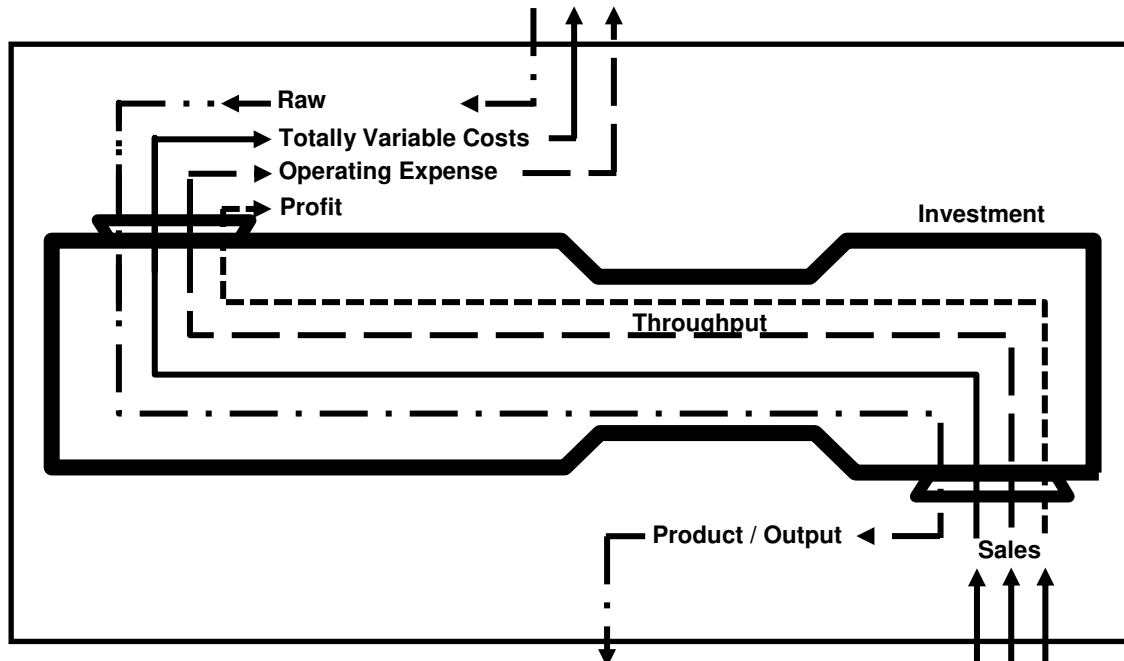 Raw
Totally Variable Costs
Operating Expense
Profit
Investment
Throughput
Product / Output
Sales